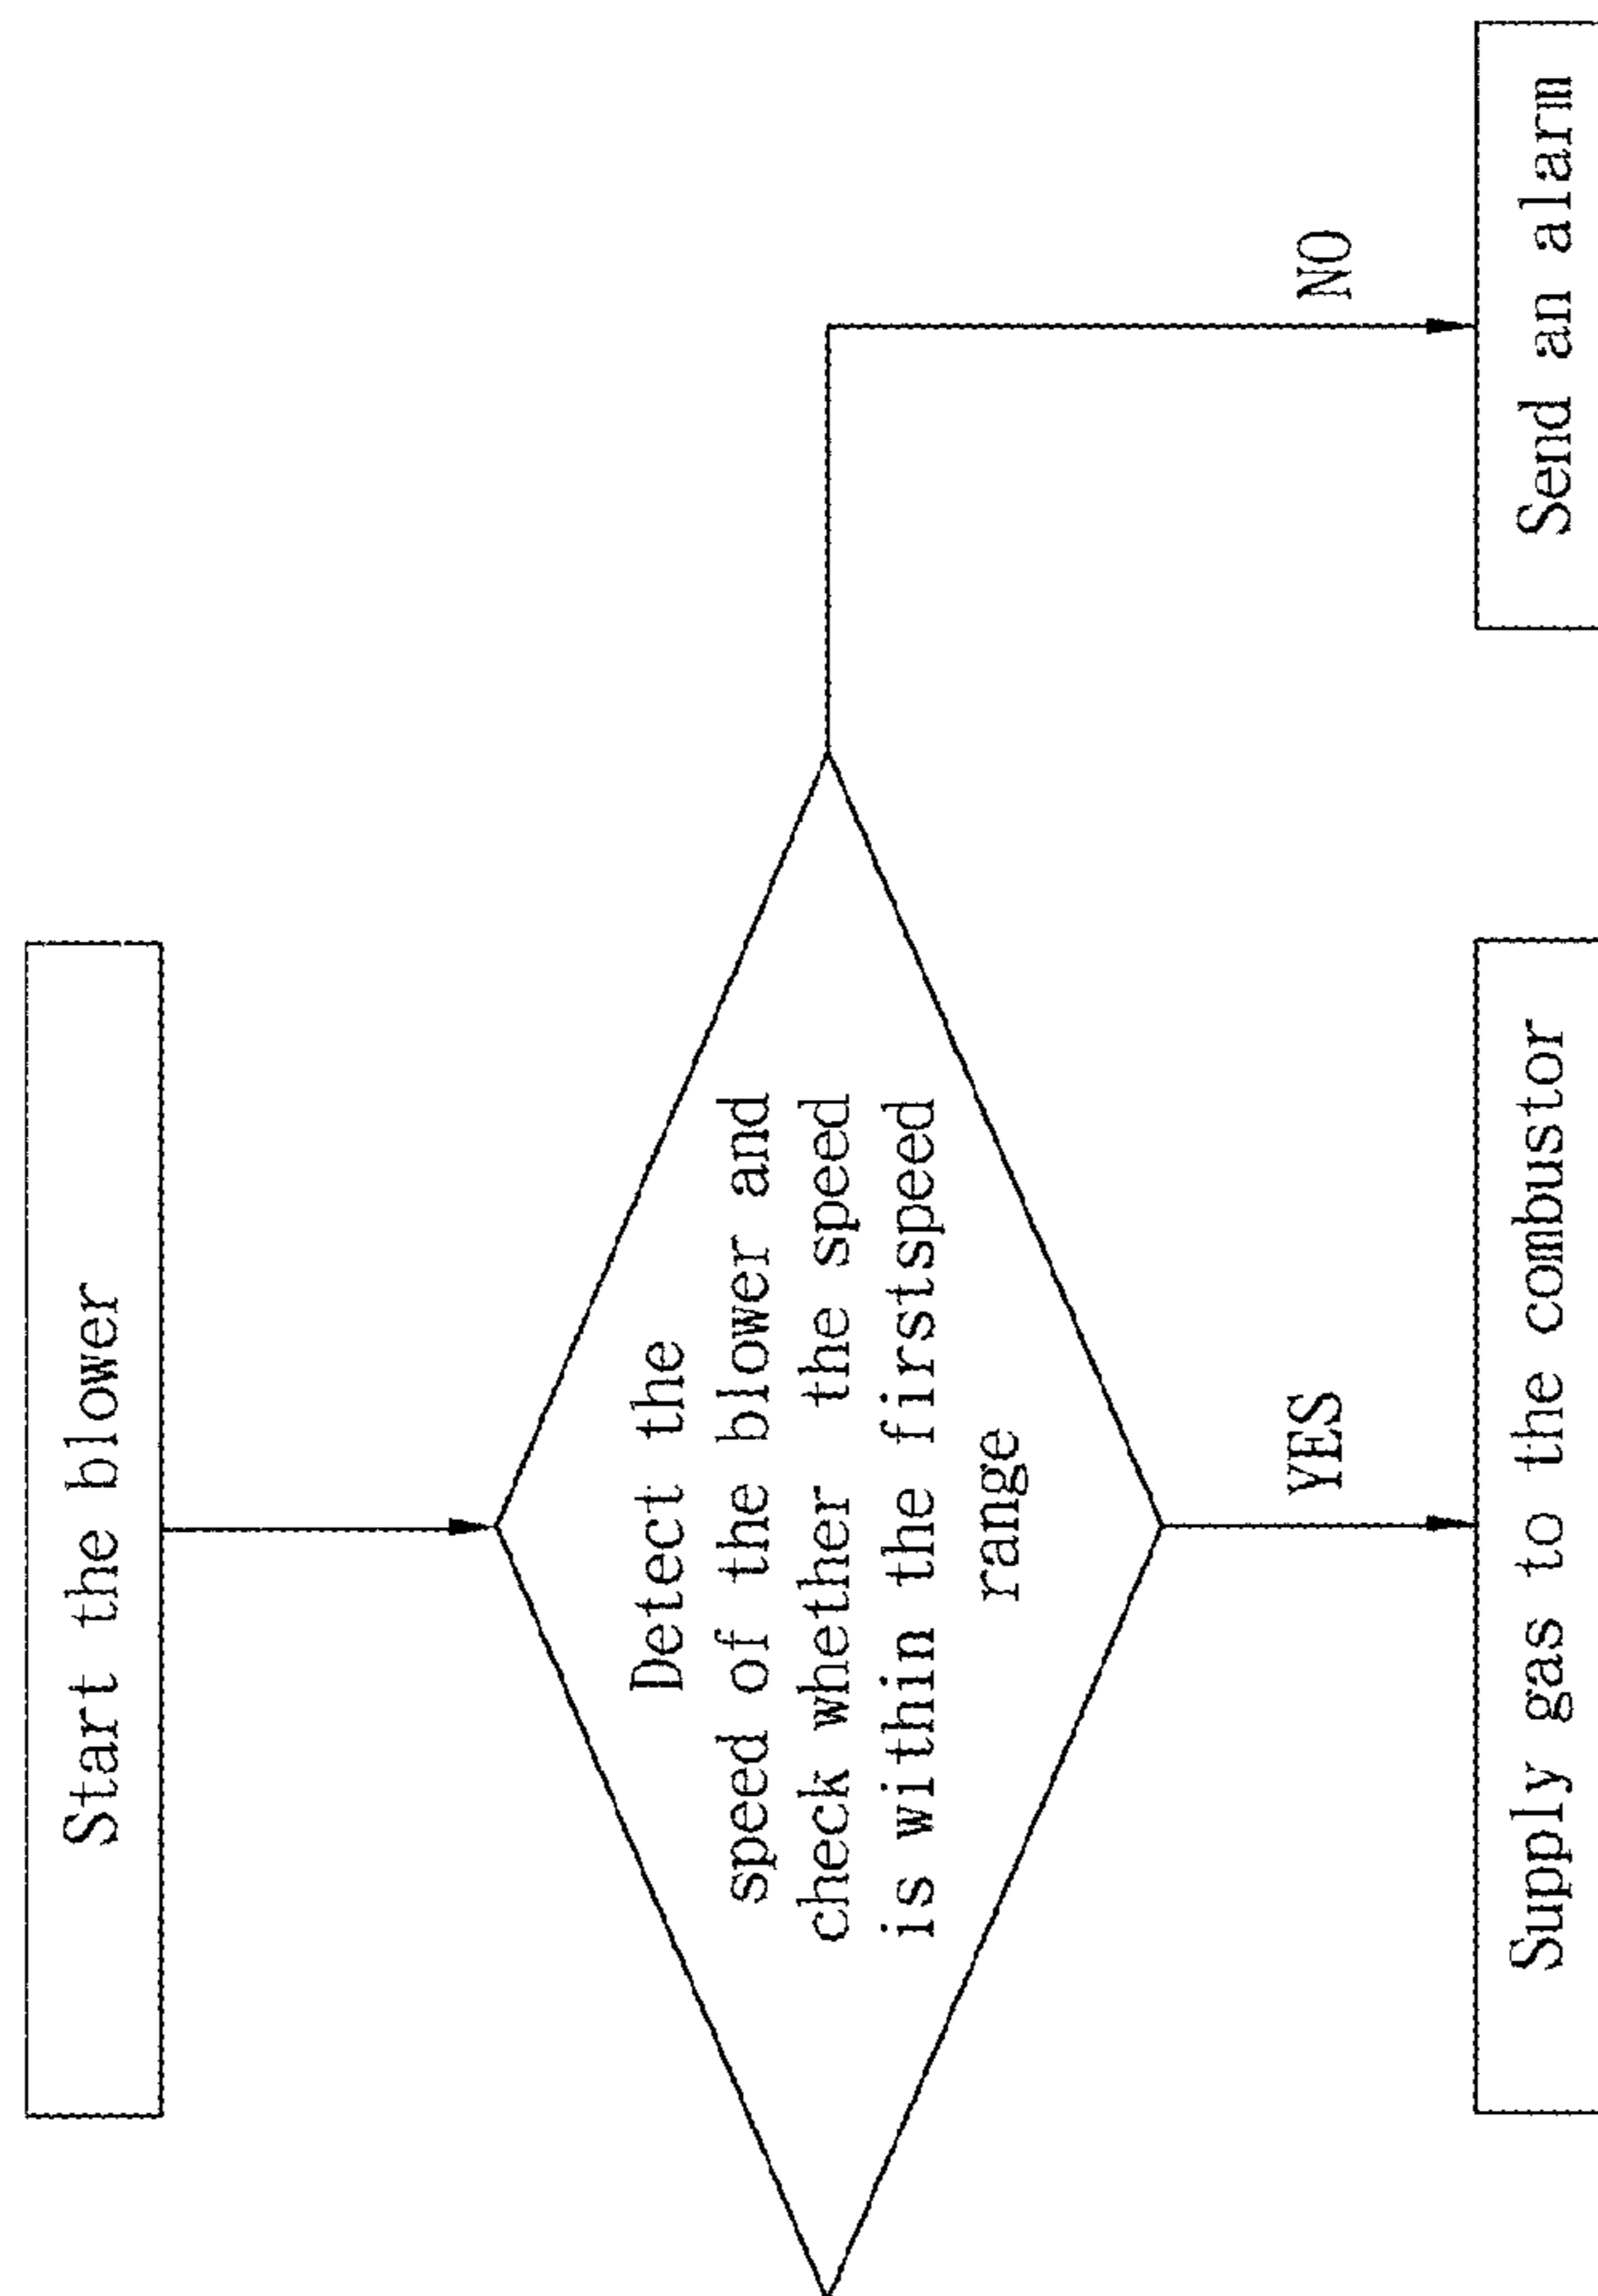 Start the blower
Detect the
speed of the blower and
check whether the speed
is within the firstspeed
range
YES
NO
Supply gas to the combustor
Send an alarm